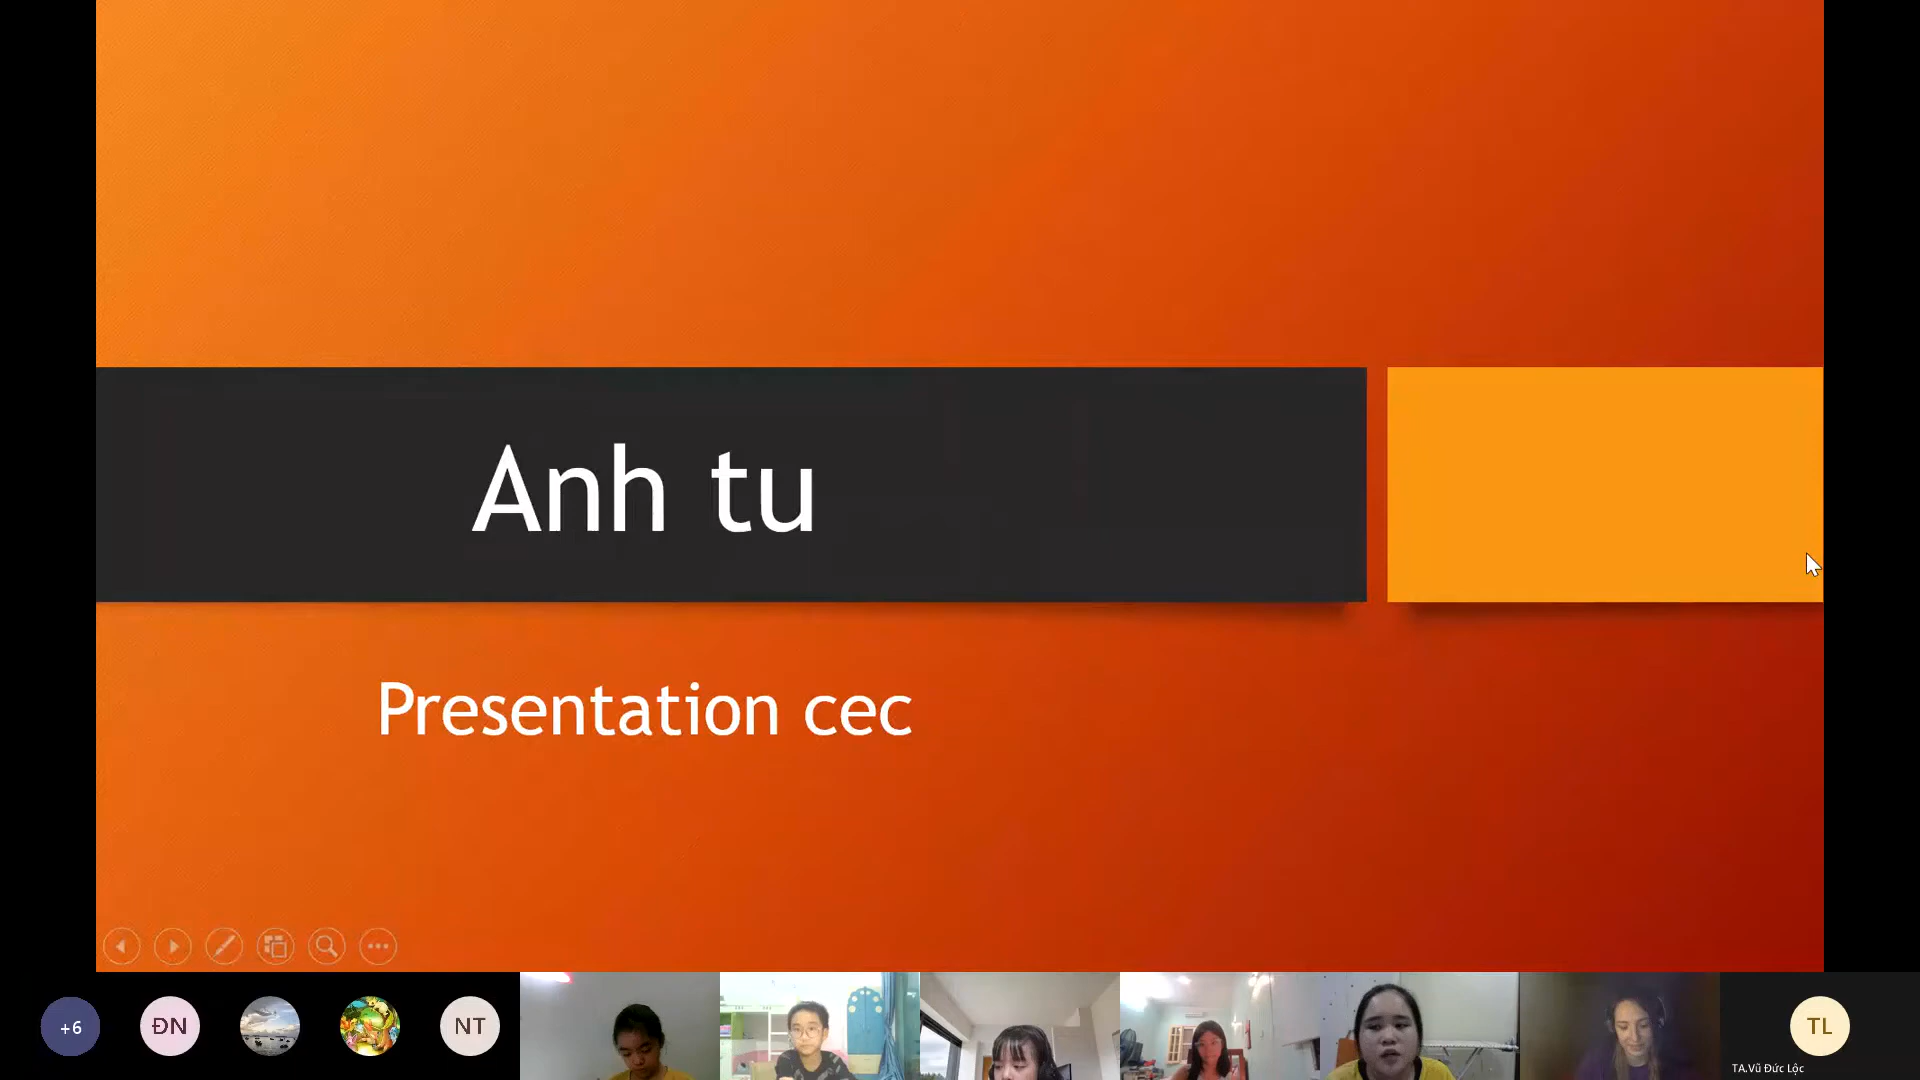 Anh tu
Presentation cec
+6
ĐN
NT
TL
TA.Vũ Đức Lộc